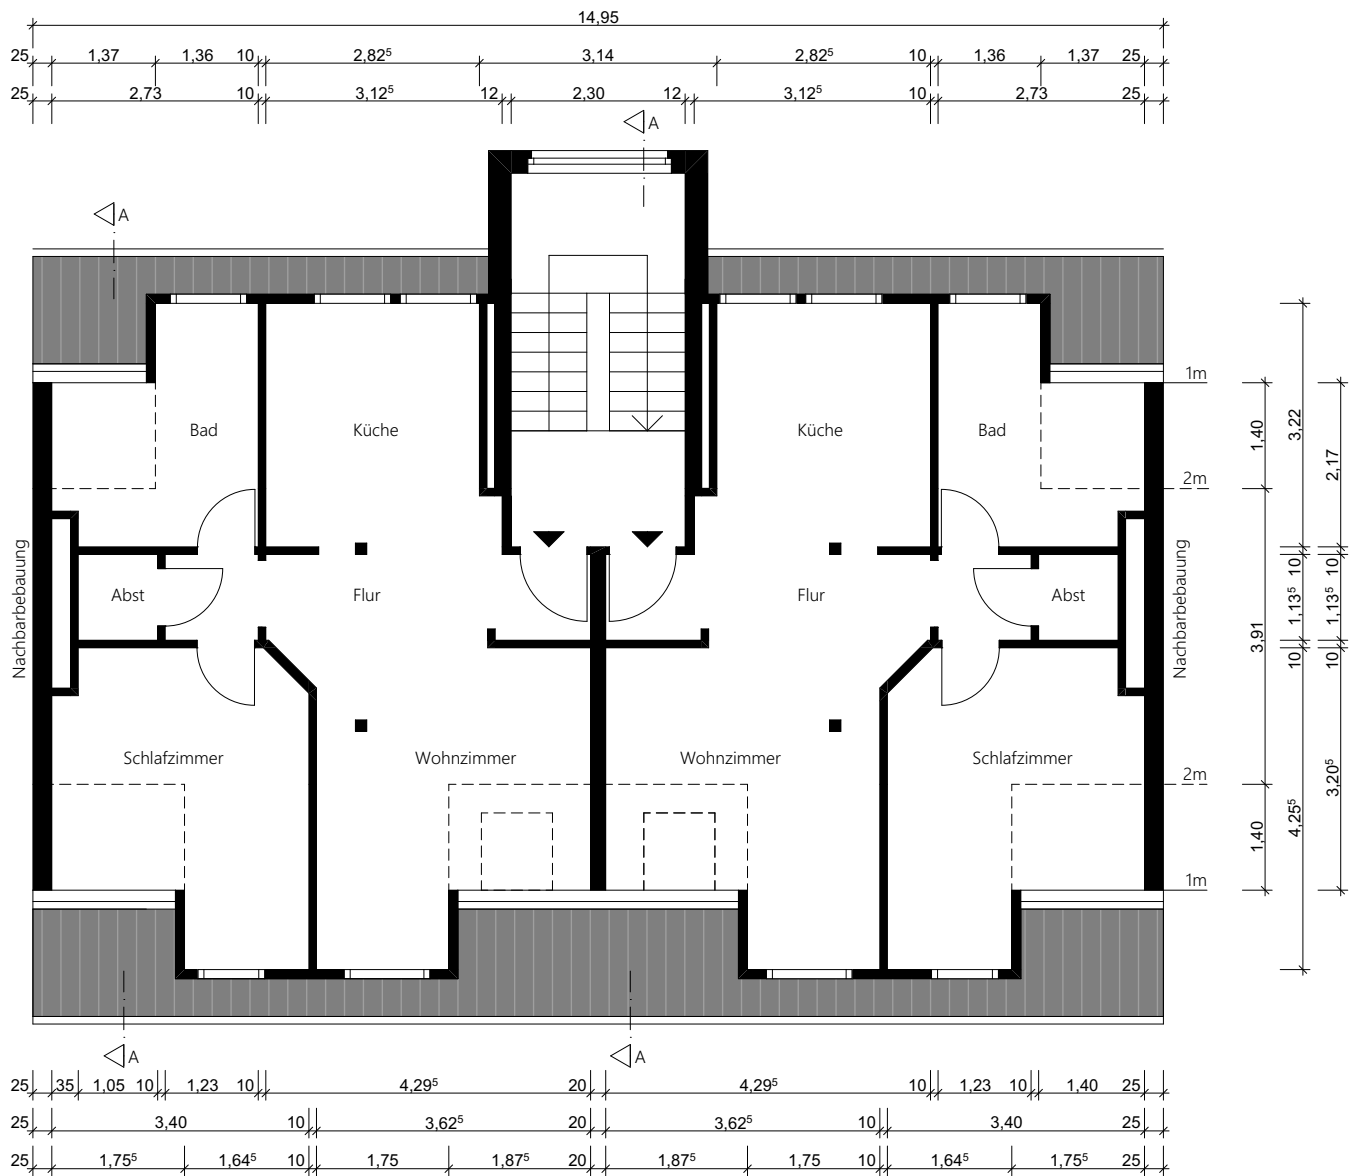 14,95
25 1,37 1,36 10 2,82⁵ 3,14 2,82⁵ 10 1,36 1,37 25
25 2,73 10 3,12⁵ 12 2,30 12 3,12⁵ 10 2,73 25
A
A
1m
Bad Küche Küche Bad
1,40
3,22
2,17
2m
Nachbarbebauung
Nachbarbebauung
Abst Flur Flur Abst
10
1,13⁵
10
10
1,13⁵
10
3,91
Schlafzimmer Wohnzimmer Wohnzimmer Schlafzimmer
2m
3,20⁵
4,25⁵
1,40
1m
A A
25 35 1,05 10 1,23 10 4,29⁵ 20 4,29⁵ 10 1,23 10 1,40 25
25 3,40 10 3,62⁵ 20 3,62⁵ 10 3,40 25
25 1,75⁵ 1,64⁵ 10 1,75 1,87⁵ 20 1,87⁵ 1,75 10 1,64⁵ 1,75⁵ 25